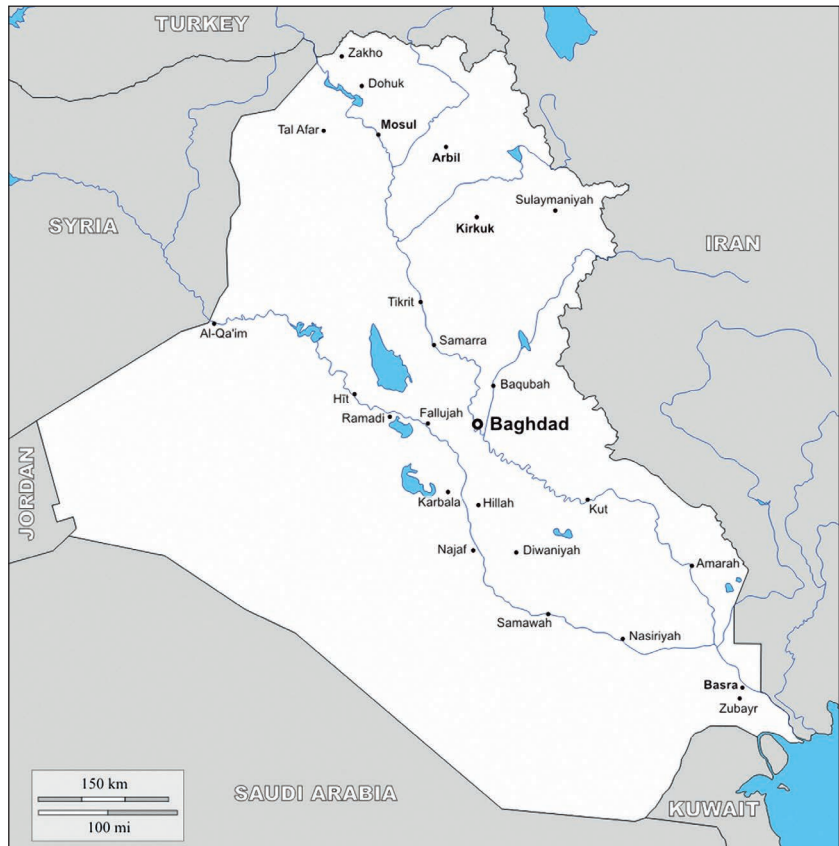 TURKEY
Zakho
Dohuk
Mosul
Tal Afar
Arbil
Sulaymaniyah
SYRIA
Kirkuk
IRAN
Tikrit
Al-Qa'im
Samarra
Baqubah
Hīt
Ramadi
Fallujah
Baghdad
JORDAN
Karbala
Hillah
Kut
Najaf
Diwaniyah
Amarah
Samawah
Nasiriyah
Basra
Zubayr
150 km
SAUDI ARABIA
KUWAIT
100 mi